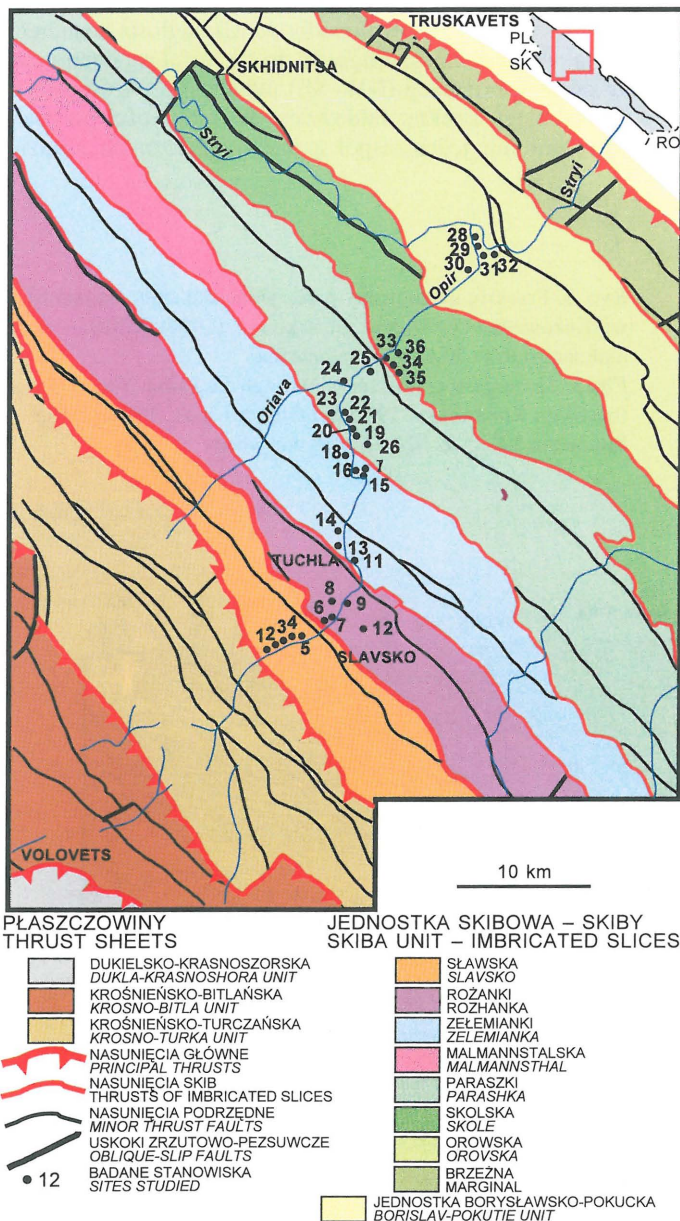 TRUSKAVETS
PL
SK
RO
SKHIDNITSA
Stryi
Stryi
28
29
30
31
32
Opir
33
36
34
35
25
24
Oriava
23
22
21
20
19
26
18
16
7
15
14
13
TUCHLA
11
8
9
6
7
12
12
34
5
SLAVSKO
VOLOVETS
10 km
PŁASZCZOWINY
THRUST SHEETS
DUKIELSKO-KRASNOSZORSKA
DUKLA-KRASNOSHORA UNIT
KROŚNIEŃSKO-BITLAŃSKA
KROSNO-BITLA UNIT
KROŚNIEŃSKO-TURCZAŃSKA
KROSNO-TURKA UNIT
NASUNIĘCIA GŁÓWNE
PRINCIPAL THRUSTS
NASUNIĘCIA SKIB
THRUSTS OF IMBRICATED SLICES
NASUNIĘCIA PODRZĘDNE
MINOR THRUST FAULTS
USKOKI ZRZUTOWO-PEZSUWCZE
OBLIQUE-SLIP FAULTS
12
BADANE STANOWISKA
SITES STUDIED
JEDNOSTKA SKIBOWA – SKIBY
SKIBA UNIT – IMBRICATED SLICES
SŁAWSKA
SLAVSKO
ROŻANKI
ROZHANKA
ZEŁEMIANKI
ZELEMIANKA
MALMANNSTALSKA
MALMANNSTHAL
PARASZKI
PARASHKA
SKOLSKA
SKOLE
OROWSKA
OROVSKA
BRZEŻNA
MARGINAL
JEDNOSTKA BORYSŁAWSKO-POKUCKA
BORISLAV-POKUTIE UNIT